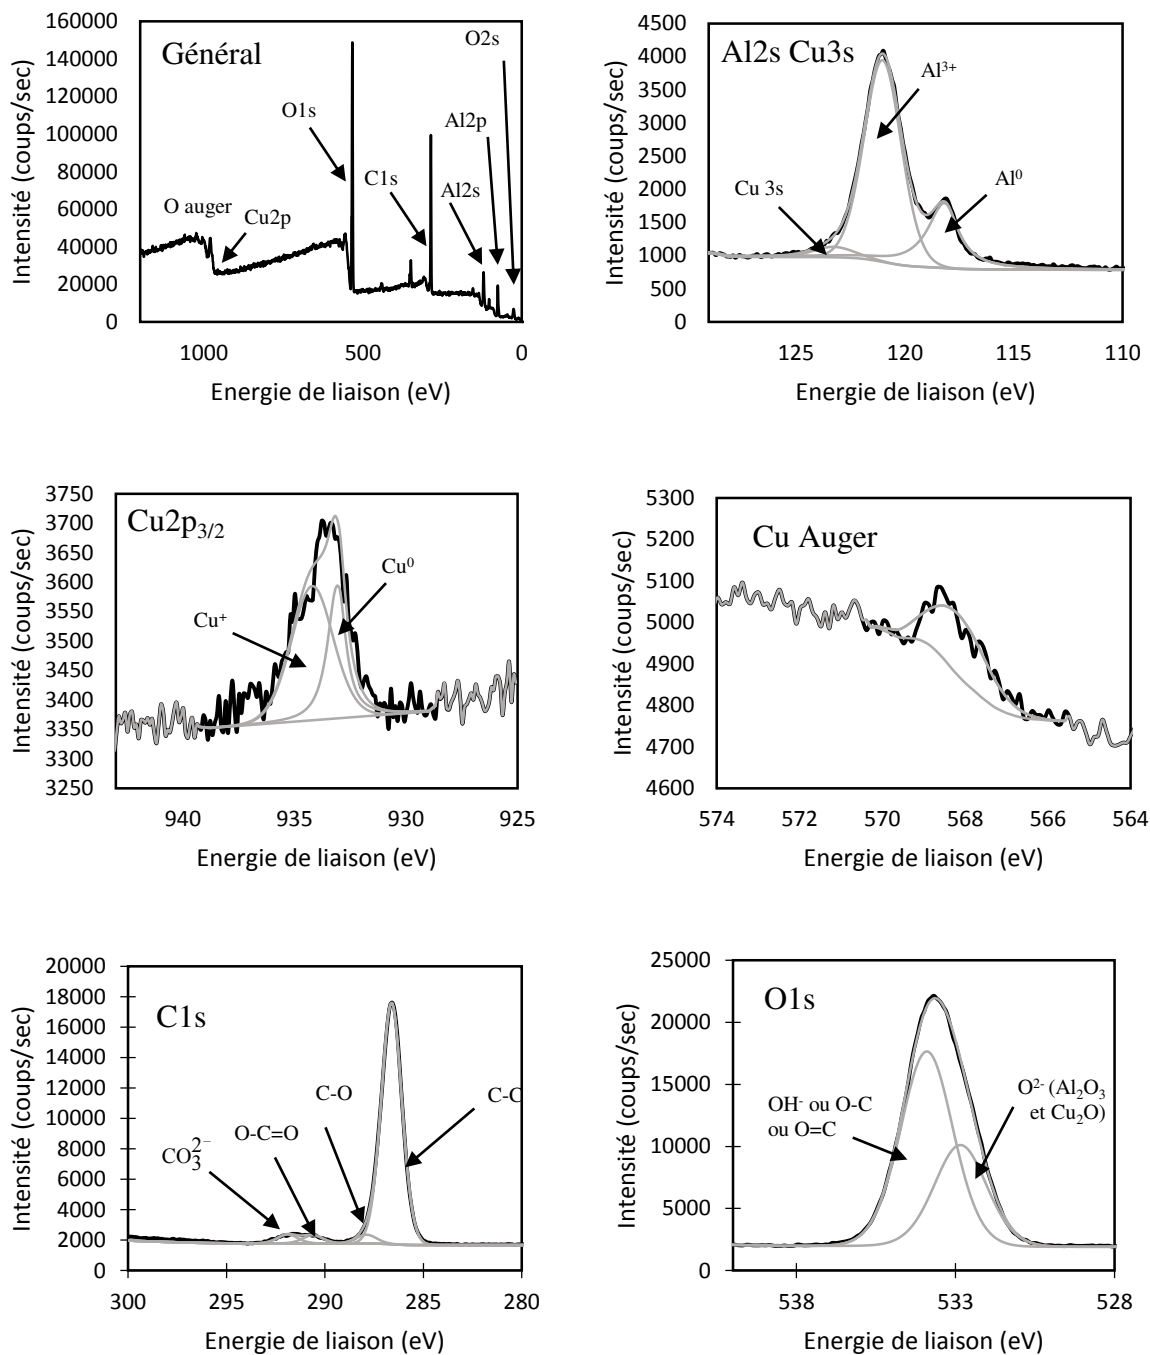 Général
Intensité (coups/sec)
160000
140000
120000
100000
80000
60000
40000
20000
0
O auger
Cu2p
O1s
C1s
Al2s
Al2p
O2s
1000 500 0
Energie de liaison (eV)
Al2s Cu3s
Intensité (coups/sec)
4500
4000
3500
3000
2500
2000
1500
1000
500
0
Al³⁺
Cu 3s
Al⁰
125 120 115 110
Energie de liaison (eV)
Cu2p₃/₂
Intensité (coups/sec)
3750
3700
3650
3600
3550
3500
3450
3400
3350
3300
3250
Cu⁰
Cu⁺
940 935 930 925
Energie de liaison (eV)
Cu Auger
Intensité (coups/sec)
5300
5200
5100
5000
4900
4800
4700
4600
574 572 570 568 566 564
Energie de liaison (eV)
C1s
Intensité (coups/sec)
20000
18000
16000
14000
12000
10000
8000
6000
4000
2000
0
C-O
C-C
O-C=O
CO₃²⁻
300 295 290 285 280
Energie de liaison (eV)
O1s
Intensité (coups/sec)
25000
20000
15000
10000
5000
0
OH⁻ ou O-C
ou O=C
O²⁻ (Al₂O₃
et Cu₂O)
538 533 528
Energie de liaison (eV)